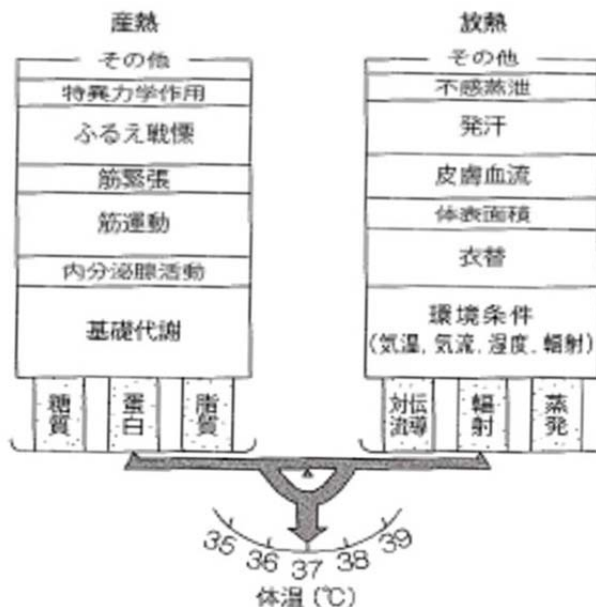 産熱
その他
特異力学作用
ふるえ戦慄
筋緊張
筋運動
内分泌腺活動
基礎代謝
糖質
蛋白
脂質
放熱
その他
不感蒸泄
発汗
皮膚血流
体表面積
衣替
環境条件
(気温, 気流, 湿度, 輻射)
対流
伝導
輻射
蒸発
35 36 37 38 39
体温 (℃)